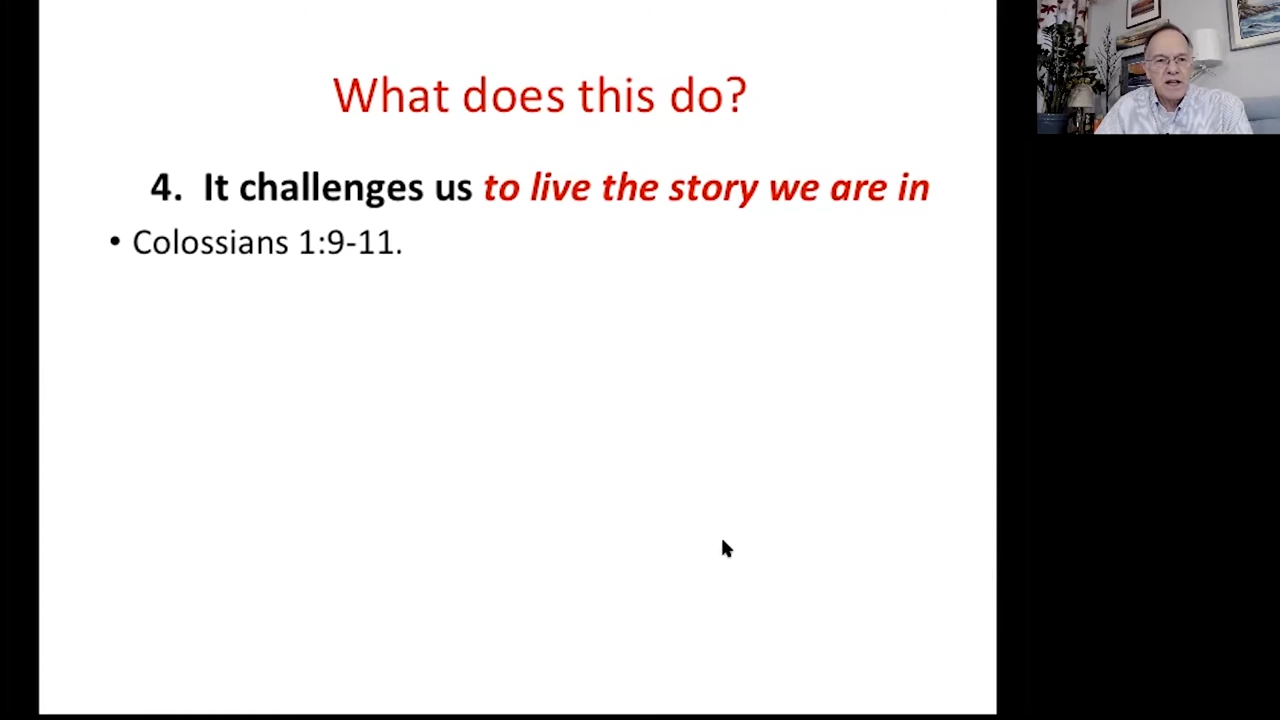 What does this do?
4. It challenges us to live the story we are in
• Colossians 1:9-11.